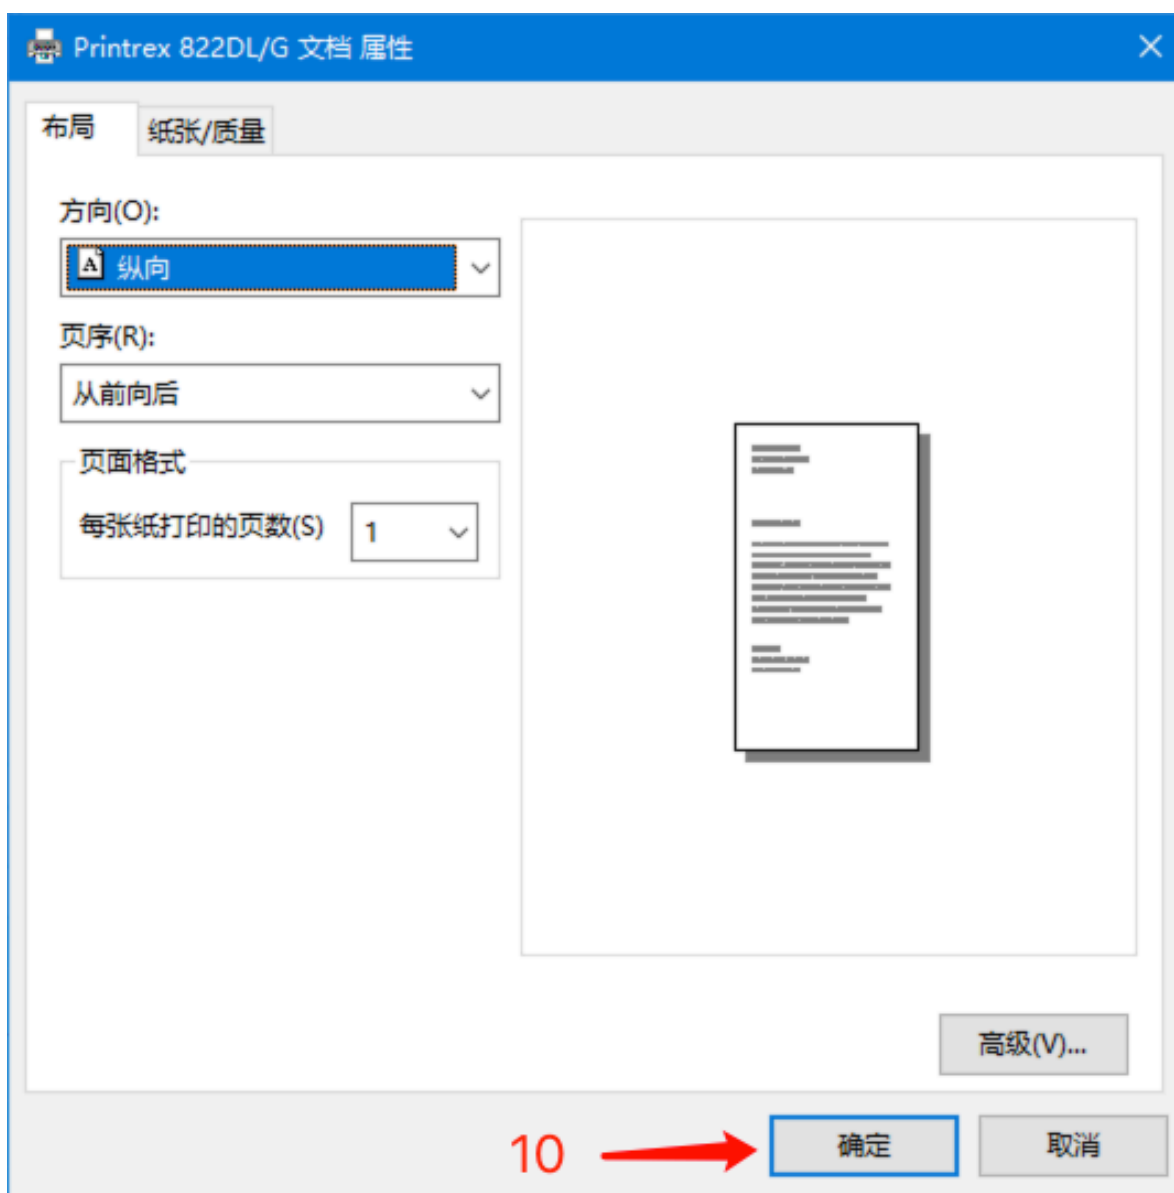 Printrex 822DL/G 文档 属性
布局
纸张/质量
方向(O):
纵向
页序(R):
从前向后
页面格式
每张纸打印的页数(S)
1
高级(V)...
10
确定
取消